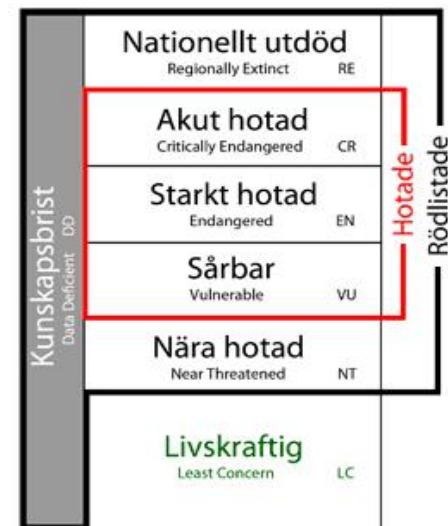 Nationellt utdöd
Regionally Extinct RE
Akut hotad
Critically Endangered CR
Starkt hotad
Endangered EN
Sårbar
Vulnerable VU
Nära hotad
Near Threatened NT
Livskraftig
Least Concern LC
Kunskapsbrist
Data Deficient DD
Hotade
Rödlistade